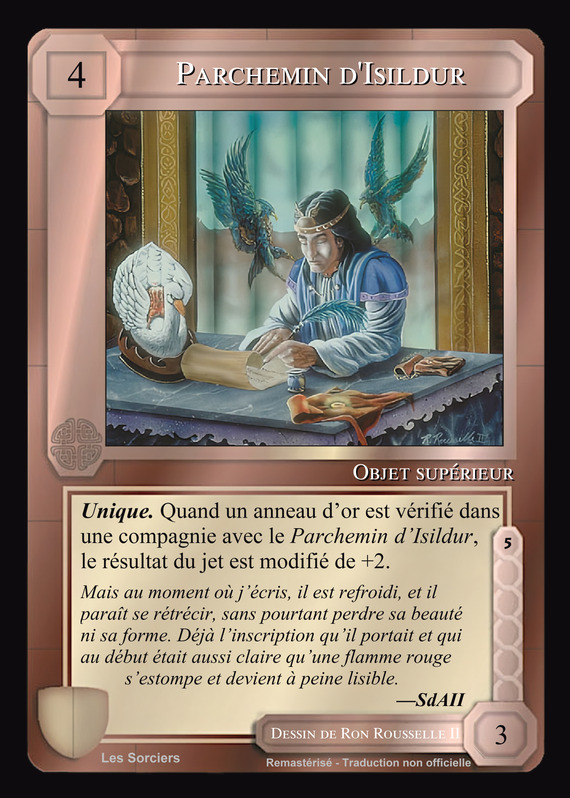 4
Parchemin d'Isildur
R. Rousselle II
Objet supérieur
Unique. Quand un anneau d’or est vérifié dans
une compagnie avec le Parchemin d’Isildur,
le résultat du jet est modifié de +2.
5
Mais au moment où j’écris, il est refroidi, et il
paraît se rétrécir, sans pourtant perdre sa beauté
ni sa forme. Déjà l’inscription qu’il portait et qui
au début était aussi claire qu’une flamme rouge
s’estompe et devient à peine lisible.
—SdAII
Dessin de Ron Rousselle II
3
Les Sorciers
Remastérisé - Traduction non officielle